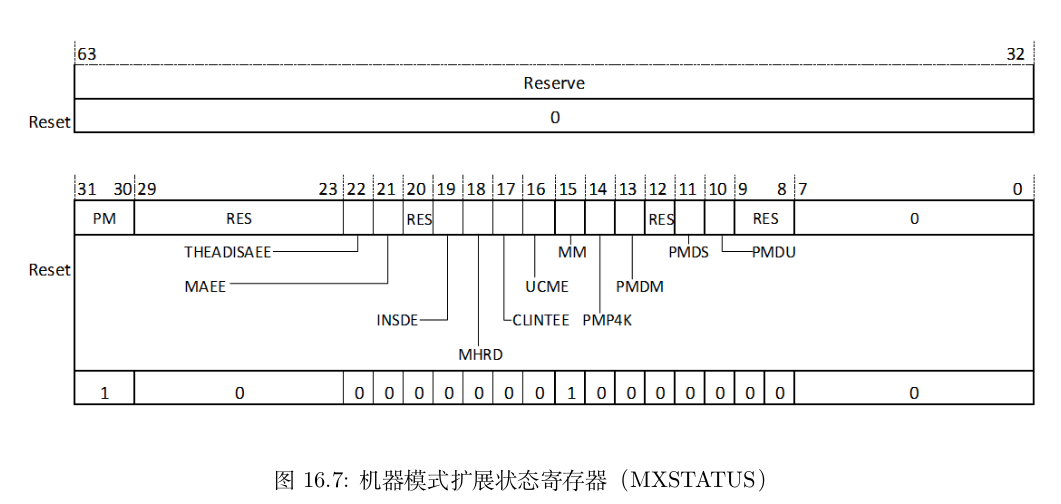 63 32
Reserve
Reset 0
31 30 29 23 22 21 20 19 18 17 16 15 14 13 12 11 10 9 8 7 0
PM RES RES RES RES 0
THEADISAEE MM PMDS PMDU
Reset
MAEE UCME PMDM
INSDE CLINTEE PMP4K
MHRD
1 0 0 0 0 0 0 0 0 1 0 0 0 0 0 0 0 0
图 16.7: 机器模式扩展状态寄存器（MXSTATUS）